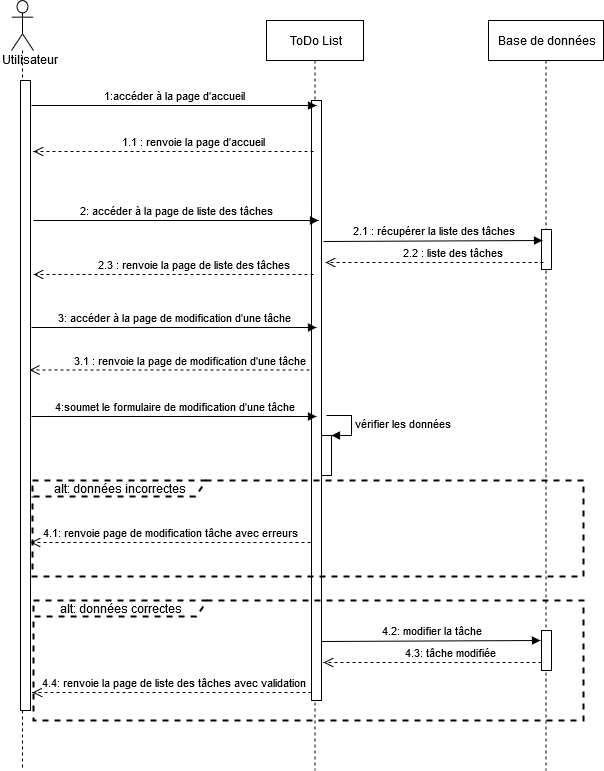 Utilisateur
ToDo List
Base de données
1:accéder à la page d'accueil
1.1 : renvoie la page d'accueil
2: accéder à la page de liste des tâches
2.1 : récupérer la liste des tâches
2.2 : liste des tâches
2.3 : renvoie la page de liste des tâches
3: accéder à la page de modification d'une tâche
3.1 : renvoie la page de modification d'une tâche
4:soumet le formulaire de modification d'une tâche
vérifier les données
alt: données incorrectes
4.1: renvoie page de modification tâche avec erreurs
alt: données correctes
4.2: modifier la tâche
4.3: tâche modifiée
4.4: renvoie la page de liste des tâches avec validation